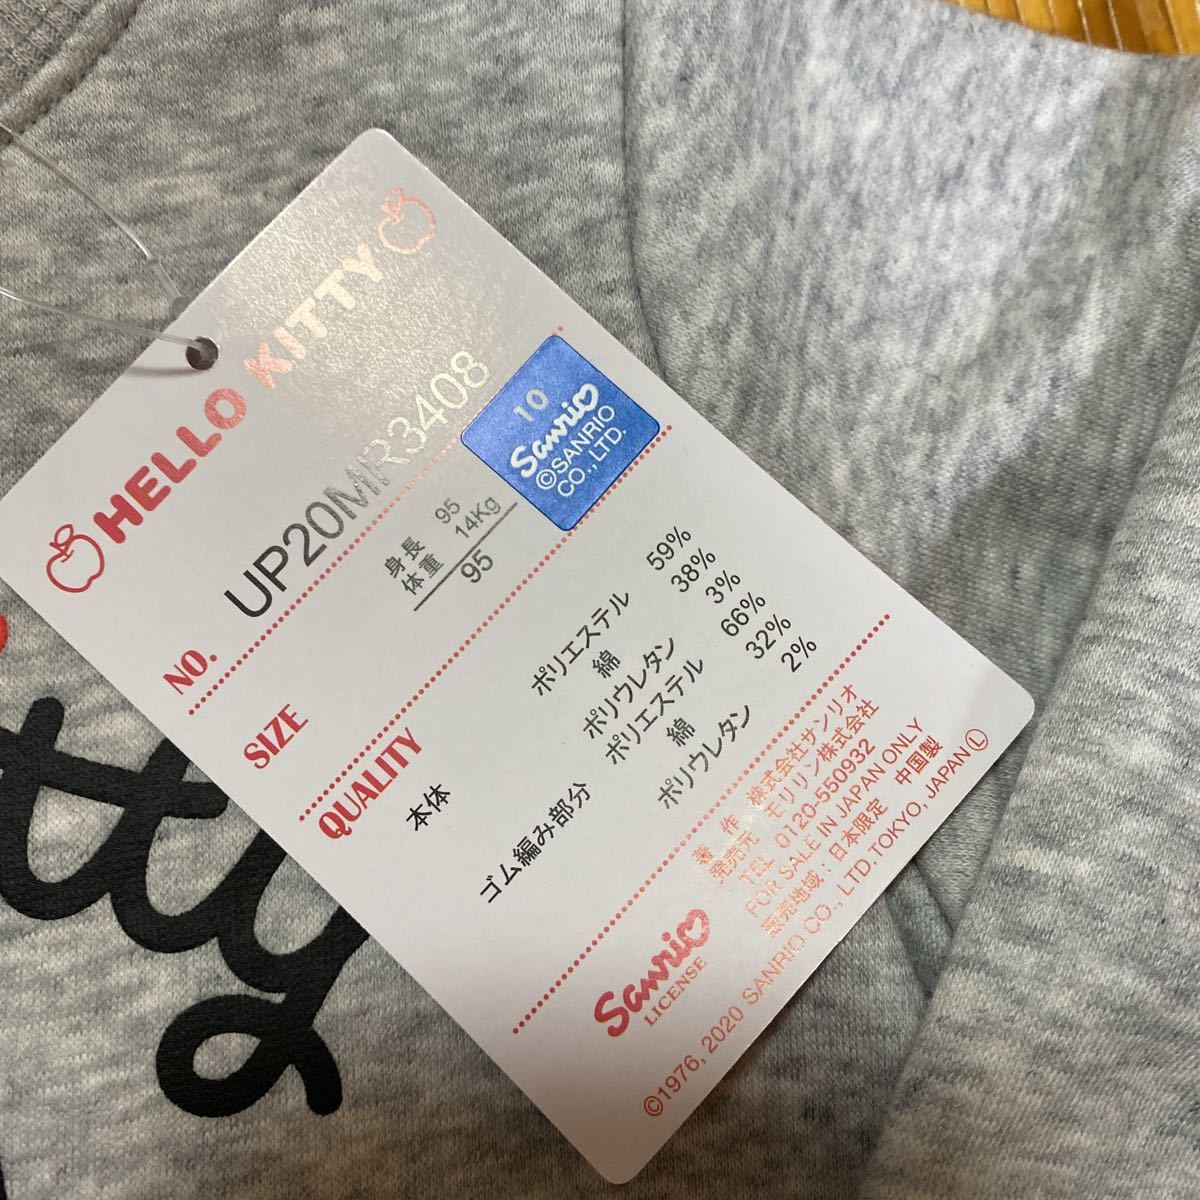 HELLO KITTY
NO. UP20MR3408
10
Sanrio
©SANRIO
CO., LTD.
SIZE
身長 95
体重 14Kg
95
QUALITY
本体 ポリエステル 59%
綿 38%
ポリウレタン 3%
ゴム編み部分 ポリエステル 66%
綿 32%
ポリウレタン 2%
Sanrio
LICENSE
著 作 株式会社サンリオ
発売元 モリリン株式会社
TEL 0120-550932
FOR SALE IN JAPAN ONLY
販売地域：日本限定 中国製
©1976, 2020 SANRIO CO., LTD. TOKYO, JAPAN Ⓛ
itty